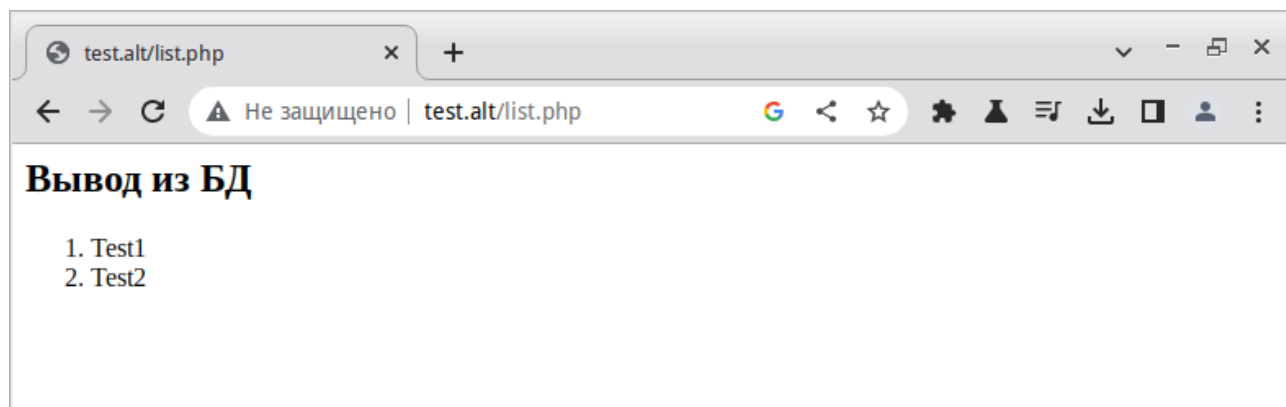 test.alt/list.php
Не защищено test.alt/list.php
Вывод из БД
1. Test1
2. Test2